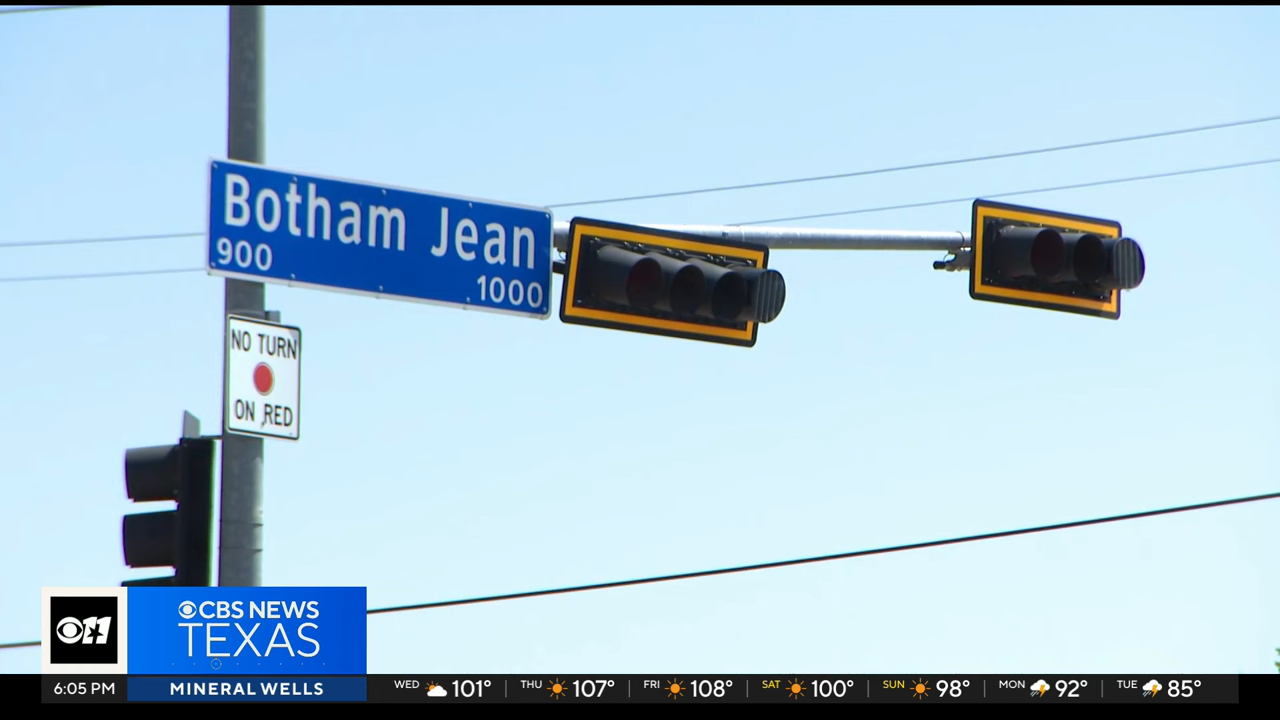 Botham Jean
900
1000
NO TURN
ON RED
11
CBS NEWS
TEXAS
6:05 PM
MINERAL WELLS
WED 101° THU 107° FRI 108° SAT 100° SUN 98° MON 92° TUE 85°